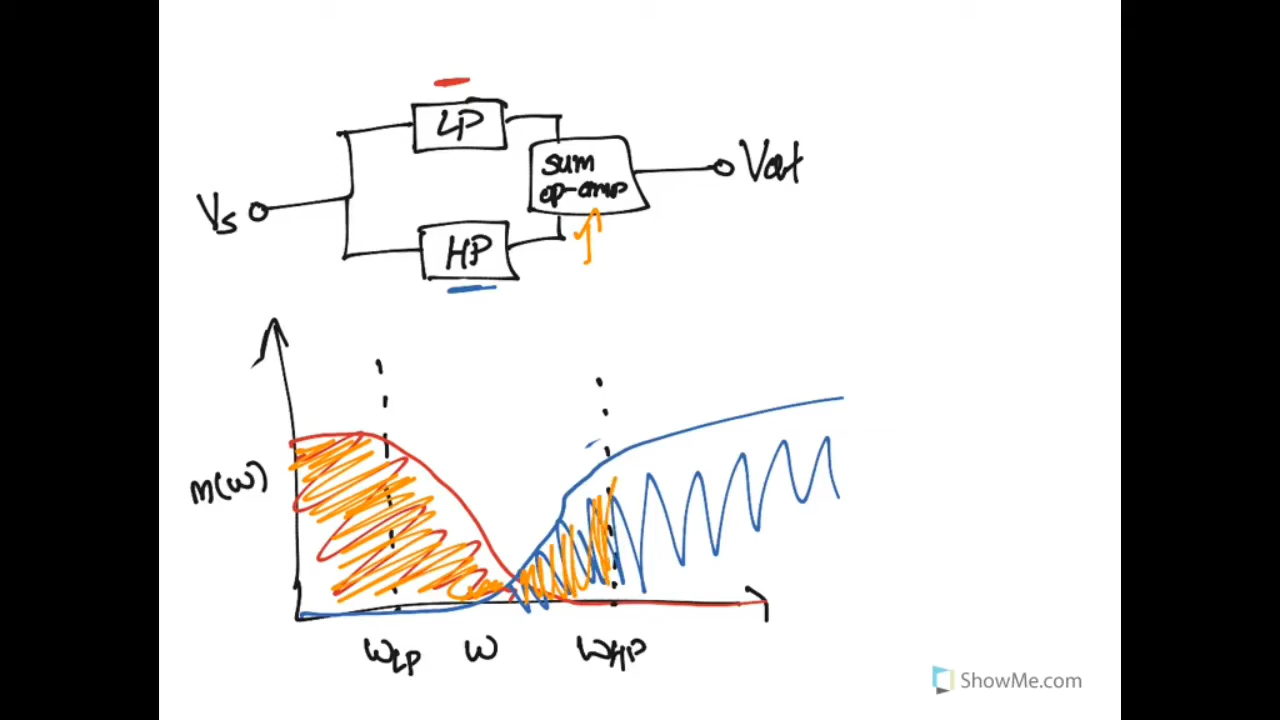 LP
sum
op-amp
Vout
Vs
HP
M(ω)
ωLP
ω
ωHP
ShowMe.com